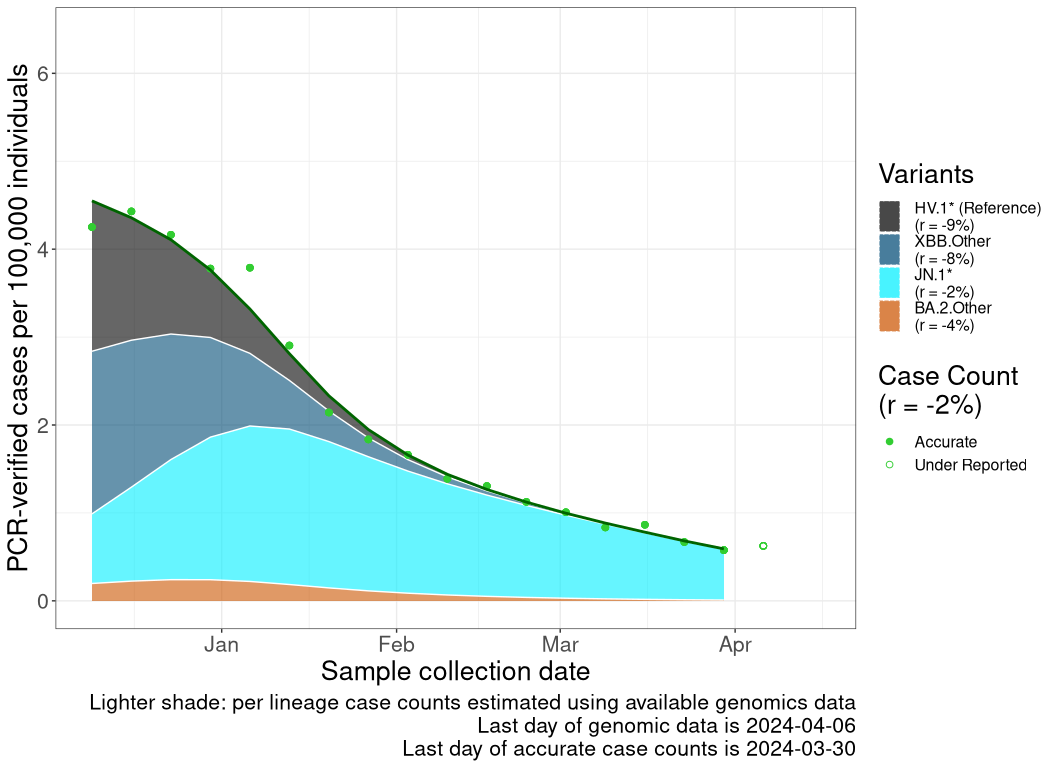 PCR-verified cases per 100,000 individuals
6
4
2
0
Jan Feb Mar Apr
Sample collection date
Lighter shade: per lineage case counts estimated using available genomics data
Last day of genomic data is 2024-04-06
Last day of accurate case counts is 2024-03-30
Variants
HV.1* (Reference)
(r = -9%)
XBB.Other
(r = -8%)
JN.1*
(r = -2%)
BA.2.Other
(r = -4%)
Case Count
(r = -2%)
Accurate
Under Reported